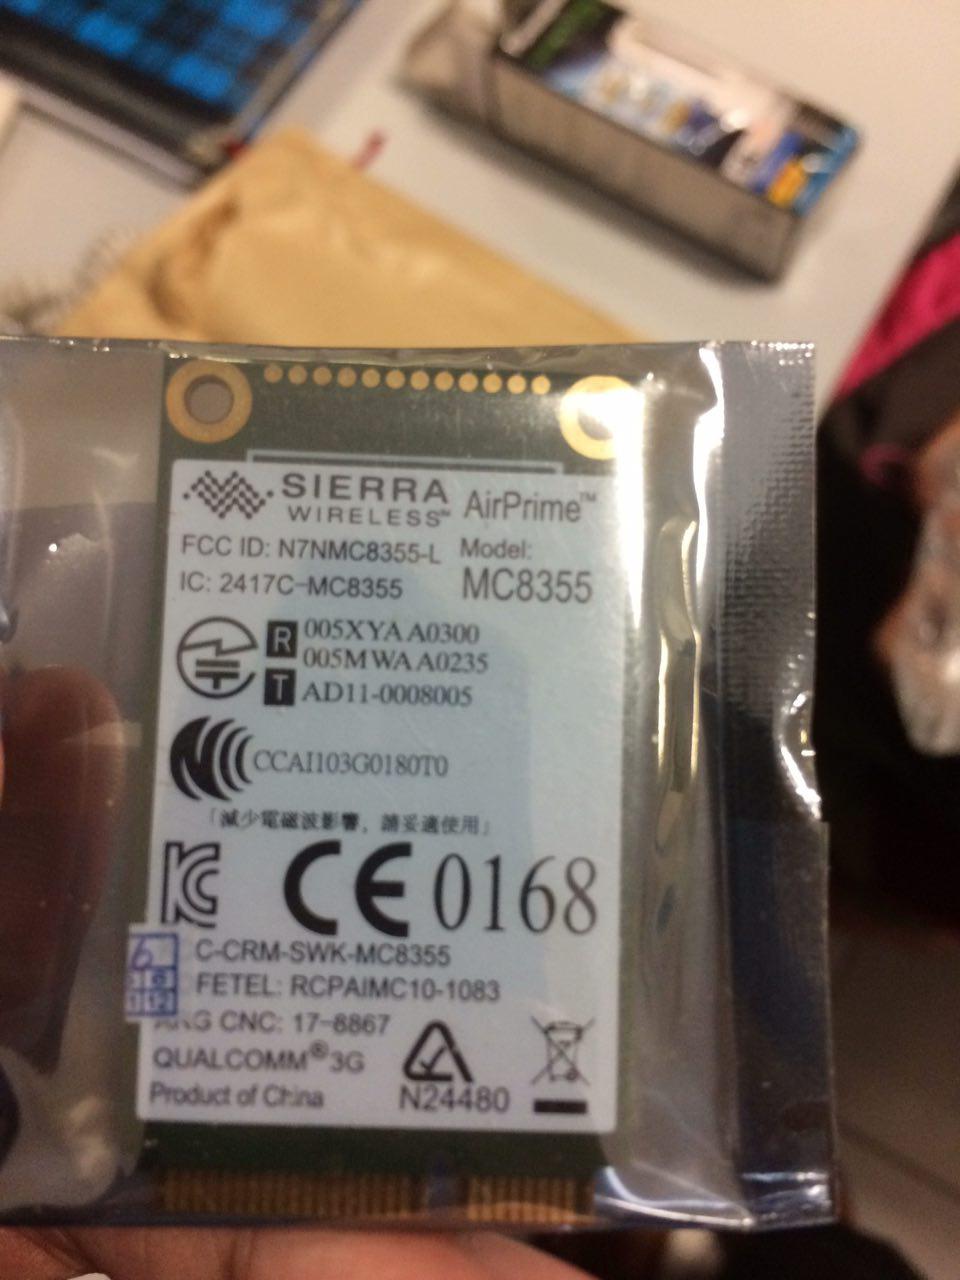 SIERRA
WIRELESS™
AirPrime™
FCC ID: N7NMC8355-L
Model:
IC: 2417C-MC8355
MC8355
R 005XYAA0300
005MWAA0235
T AD11-0008005
CCAI103G0180T0
「減少電磁波影響，請妥適使用」
CE 0168
C-CRM-SWK-MC8355
6
FETEL: RCPAIMC10-1083
CNC: 17-8867
QUALCOMM® 3G
Product of China
N24480